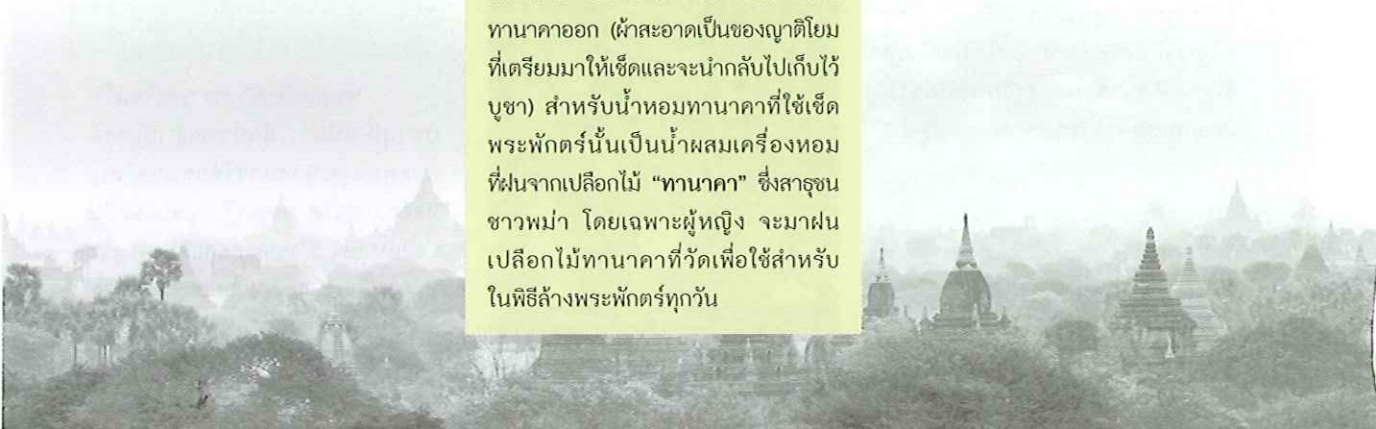 ทานาคาออก (ผ้าสะอาดเป็นของญาติโยม
ที่เตรียมมาให้เช็ดและจะนำกลับไปเก็บไว้
บูชา) สำหรับน้ำหอมทานาคาที่ใช้เช็ด
พระพักตร์นั้นเป็นน้ำผสมเครื่องหอม
ที่ฝนจากเปลือกไม้ “ทานาคา” ซึ่งสาธุชน
ชาวพม่า โดยเฉพาะผู้หญิง จะมาฝน
เปลือกไม้ทานาคาที่วัดเพื่อใช้สำหรับ
ในพิธีล้างพระพักตร์ทุกวัน